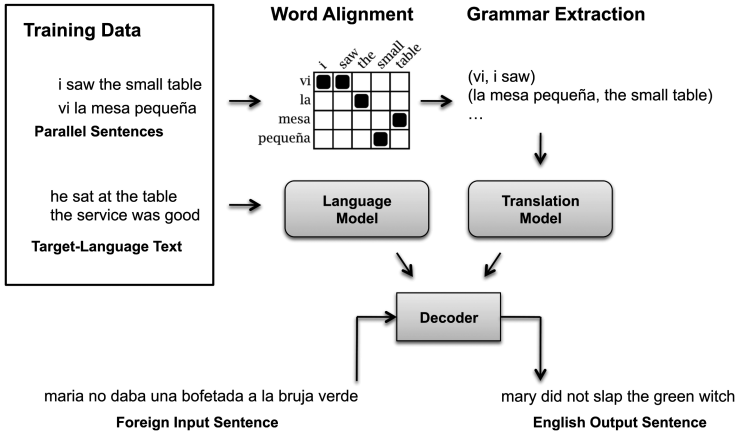 Training Data
i saw the small table
vi la mesa pequeña
Parallel Sentences
he sat at the table
the service was good
Target-Language Text
Word Alignment
i saw the small table
vi
la
mesa
pequeña
Grammar Extraction
(vi, i saw)
(la mesa pequeña, the small table)
...
Language
Model
Translation
Model
Decoder
maria no daba una bofetada a la bruja verde
Foreign Input Sentence
mary did not slap the green witch
English Output Sentence